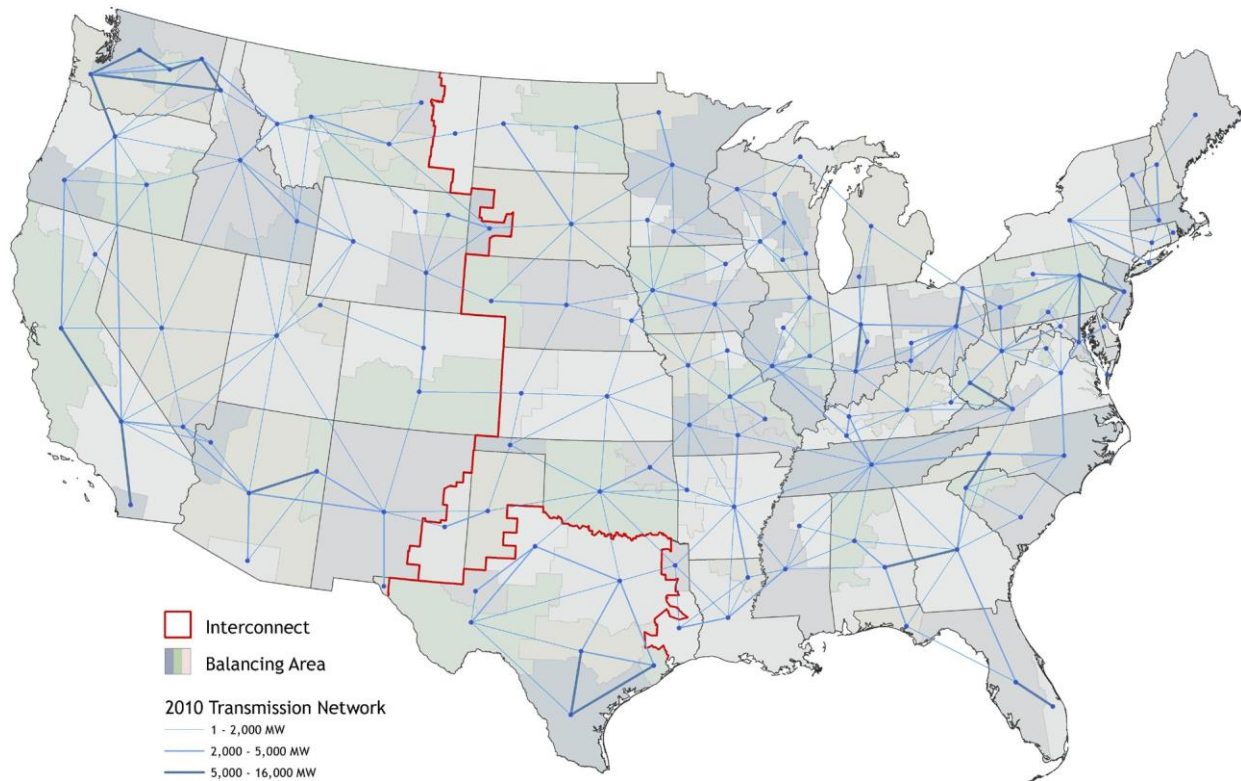 Interconnect
Balancing Area
2010 Transmission Network
1 - 2,000 MW
2,000 - 5,000 MW
5,000 - 16,000 MW